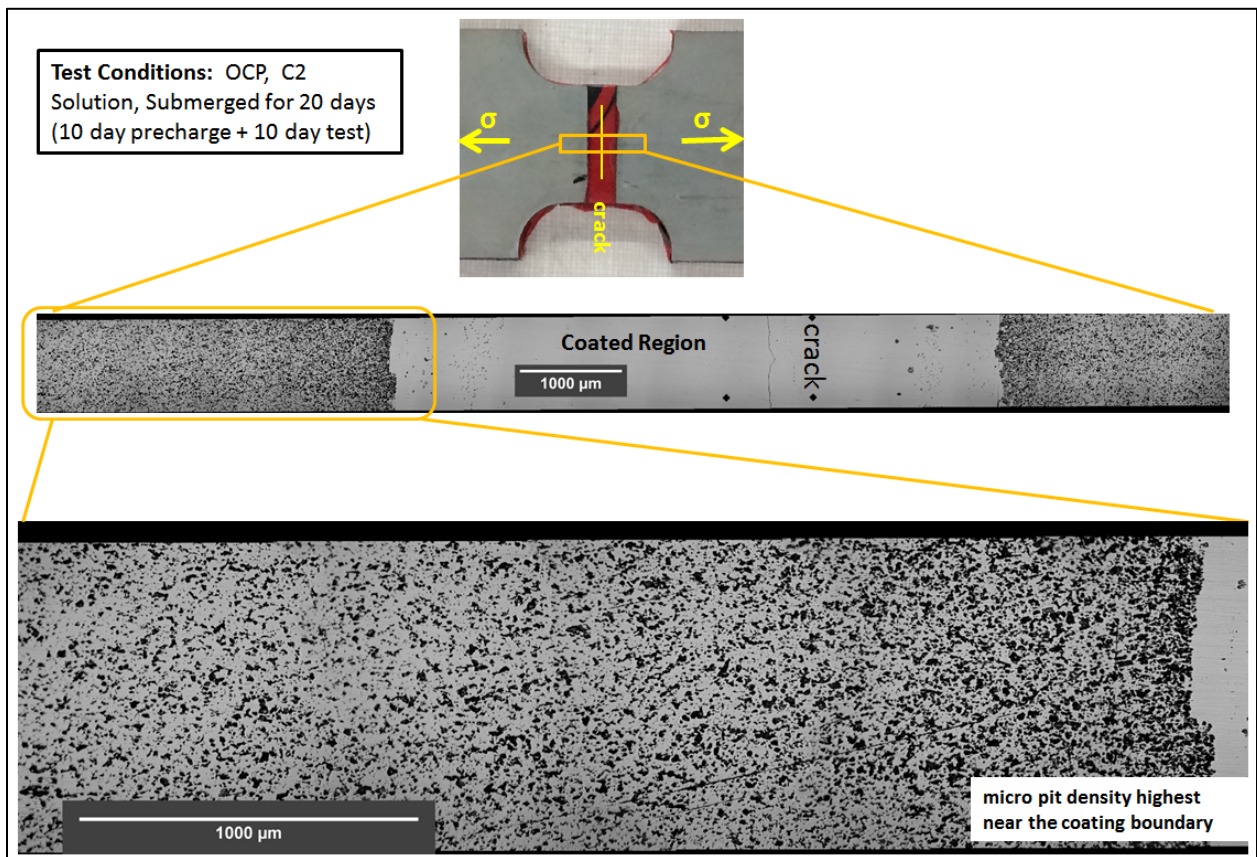 Test Conditions: OCP, C2
Solution, Submerged for 20 days
(10 day precharge + 10 day test)
σ
σ
crack
Coated Region
1000 µm
crack
1000 µm
micro pit density highest
near the coating boundary